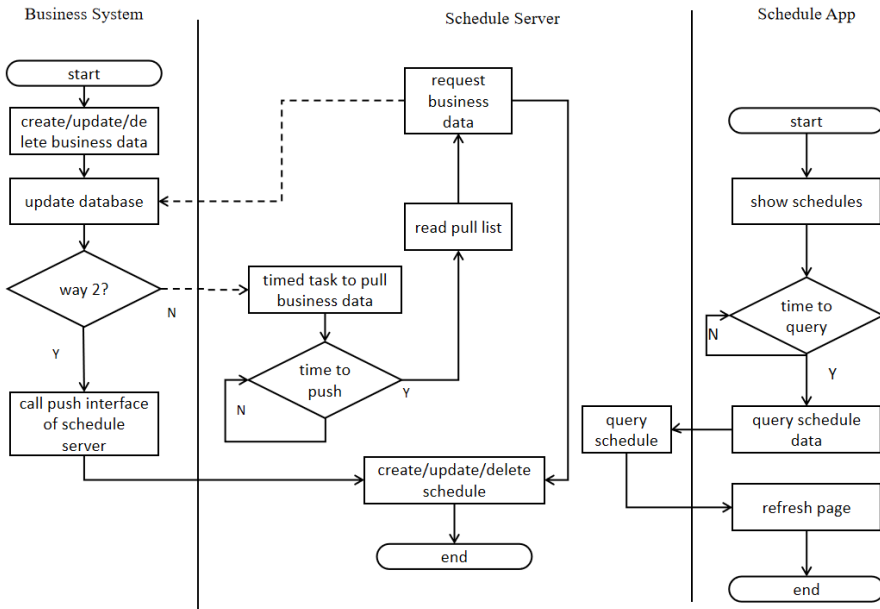 Business System
Schedule Server
Schedule App
start
create/update/de
lete business data
update database
way 2?
N
Y
call push interface
of schedule
server
request
business
data
read pull list
timed task to pull
business data
time to
push
N
Y
create/update/delete
schedule
end
query
schedule
start
show schedules
time to
query
N
Y
query schedule
data
refresh page
end